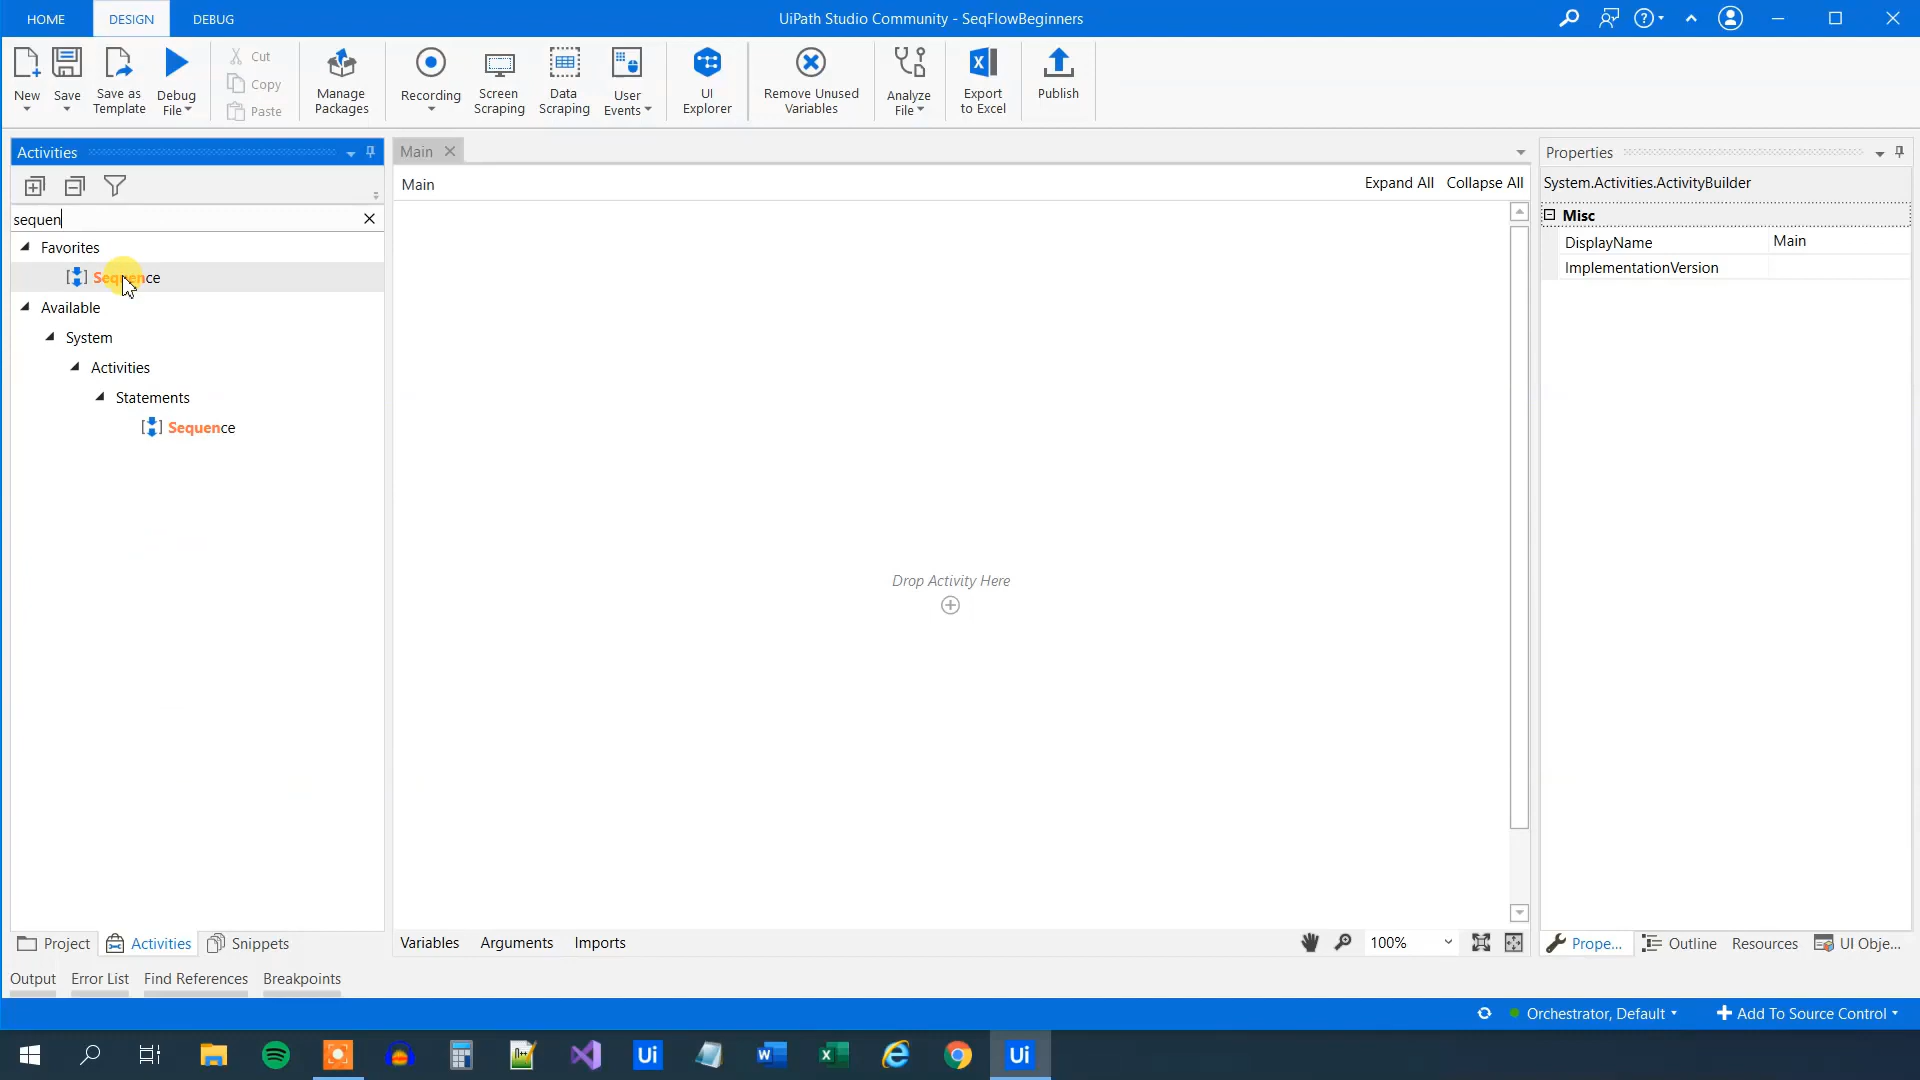 HOME DESIGN DEBUG UiPath Studio Community - SeqFlowBeginners
New Save Save as Template Debug File Cut Copy Paste Manage Packages Recording Screen Scraping Data Scraping User Events UI Explorer Remove Unused Variables Analyze File Export to Excel Publish
Activities
sequen
Favorites
Sequence
Available
System
Activities
Statements
Sequence
Project Activities Snippets
Main
Main Expand All Collapse All
Drop Activity Here
Variables Arguments Imports 100%
Properties
System.Activities.ActivityBuilder
Misc
DisplayName Main
ImplementationVersion
Prope... Outline Resources UI Obje...
Output Error List Find References Breakpoints
Orchestrator, Default Add To Source Control